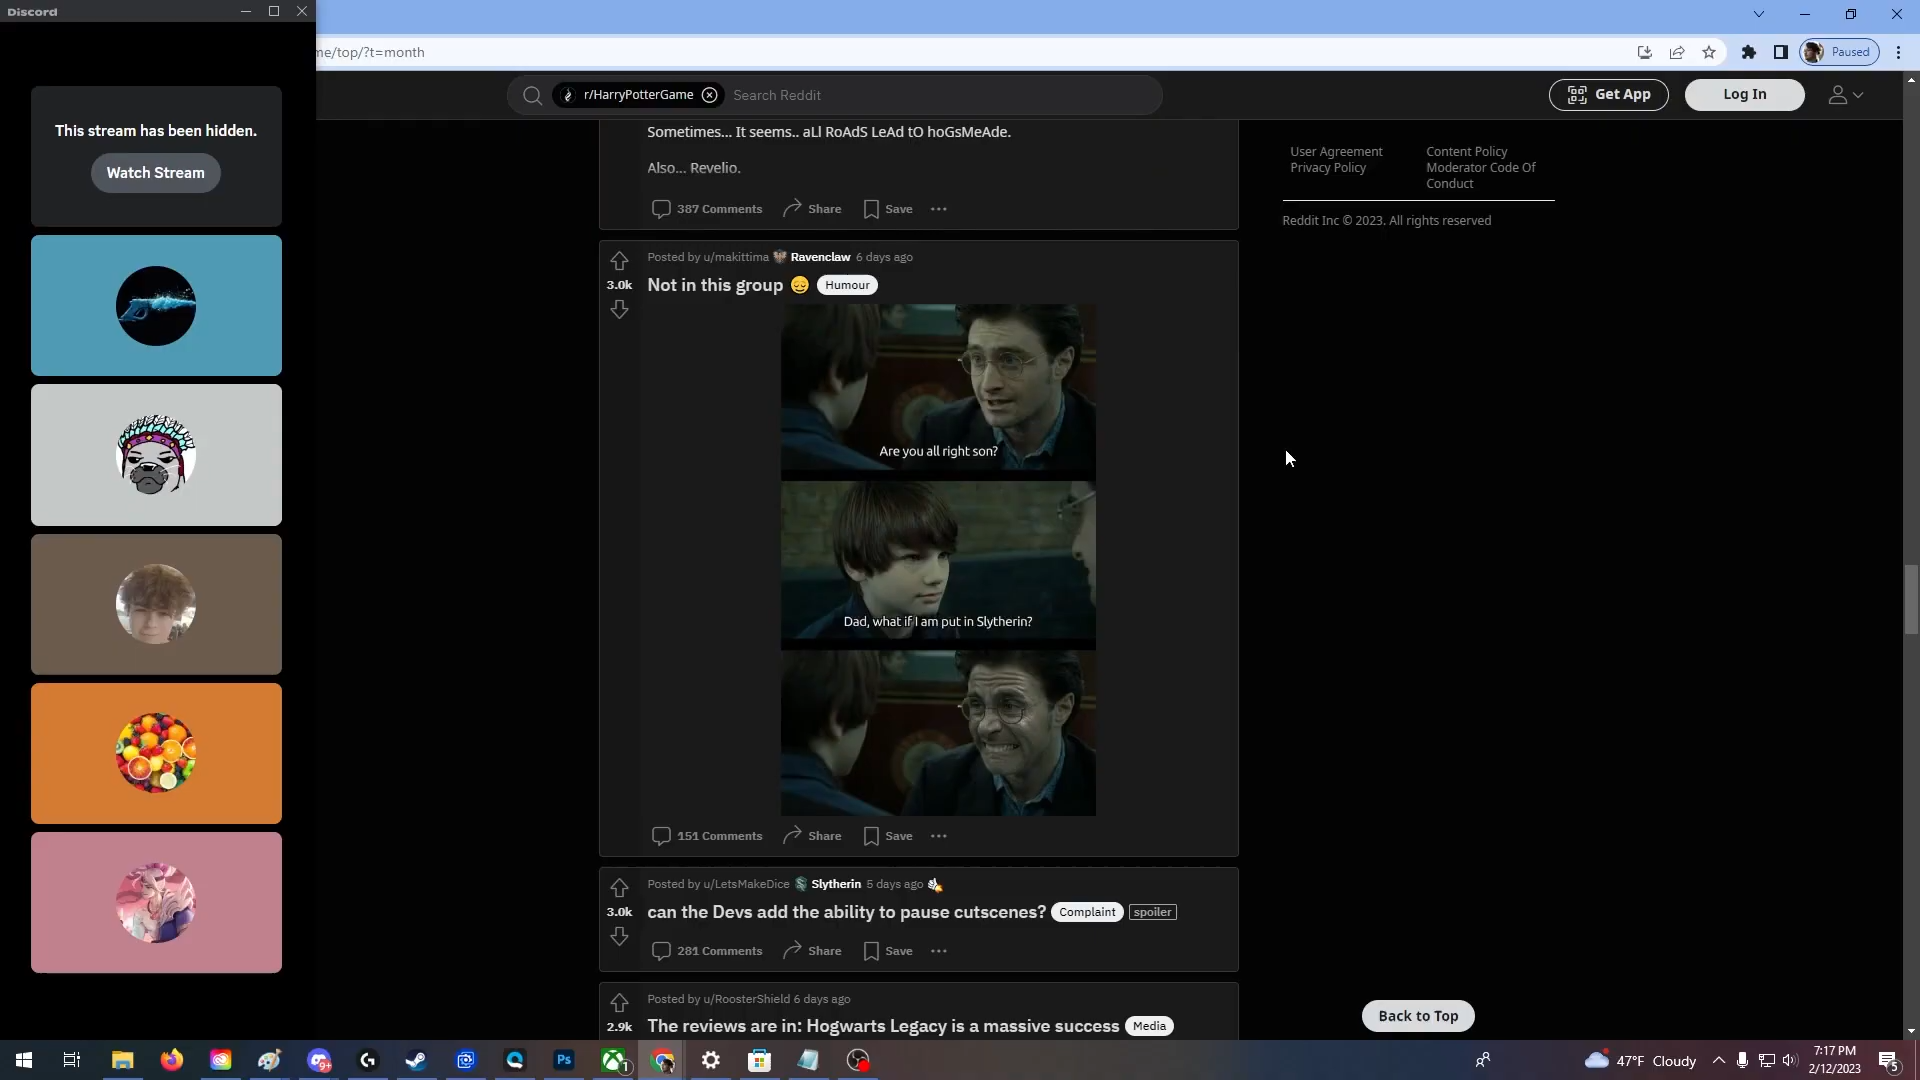 Discord
me/top/?t=month
Paused
r/HarryPotterGame
Search Reddit
Get App
Log In
This stream has been hidden.
Watch Stream
Sometimes... It seems.. aLl RoAdS LeAd tO hoGsMeAde.
Also... Revelio.
387 Comments Share Save
User Agreement
Privacy Policy
Content Policy
Moderator Code Of
Conduct
Reddit Inc © 2023. All rights reserved
Posted by u/makittima Ravenclaw 6 days ago
3.0k
Not in this group 😔 Humour
Are you all right son?
Dad, what if I am put in Slytherin?
151 Comments Share Save
Posted by u/LetsMakeDice Slytherin 5 days ago
3.0k
can the Devs add the ability to pause cutscenes? Complaint spoiler
281 Comments Share Save
Posted by u/RoosterShield 6 days ago
2.9k
The reviews are in: Hogwarts Legacy is a massive success Media
Back to Top
9+
Ps
1
47°F Cloudy
7:17 PM
2/12/2023
5